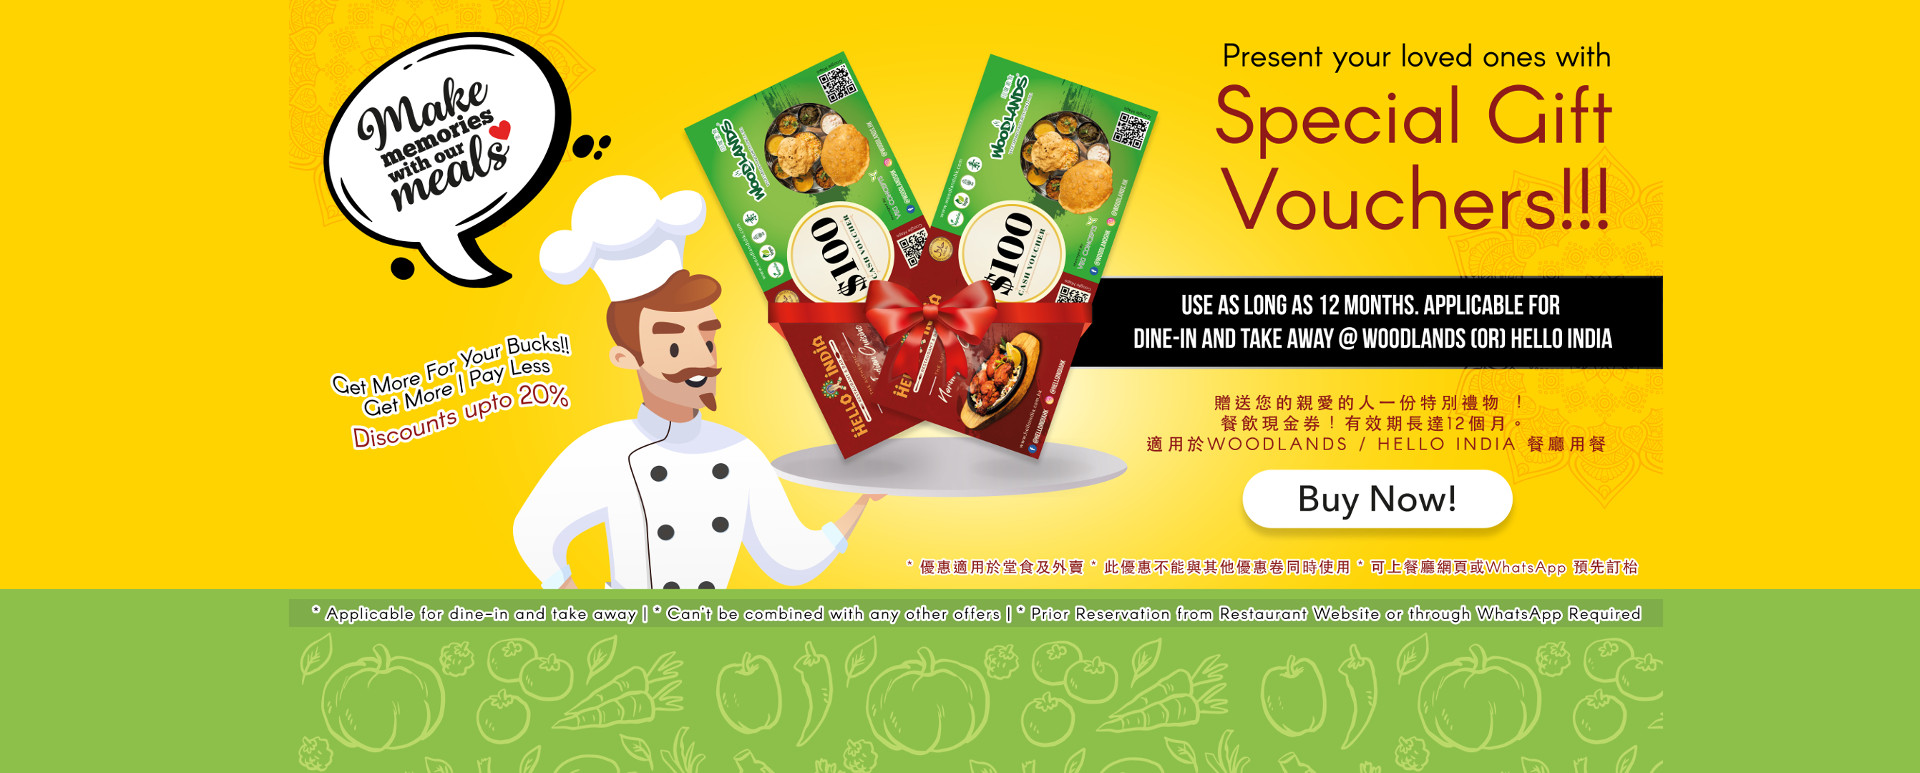 Make
memories
with our
meals
Get More For Your Bucks!!
Get More | Pay Less
Discounts upto 20%
WOODLANDS
$100
CASH VOUCHER
HELLO INDIA
WOODLANDS
$100
CASH VOUCHER
Present your loved ones with
Special Gift
Vouchers!!!
USE AS LONG AS 12 MONTHS. APPLICABLE FOR
DINE-IN AND TAKE AWAY @ WOODLANDS (OR) HELLO INDIA
贈送您的親愛的人一份特別禮物 !
餐飲現金券!有效期長達12個月。
適用於WOODLANDS / HELLO INDIA 餐廳用餐
Buy Now!
* 優惠適用於堂食及外賣 * 此優惠不能與其他優惠卷同時使用 * 可上餐廳網頁或WhatsApp 預先訂枱
* Applicable for dine-in and take away | * Can't be combined with any other offers | * Prior Reservation from Restaurant Website or through WhatsApp Required